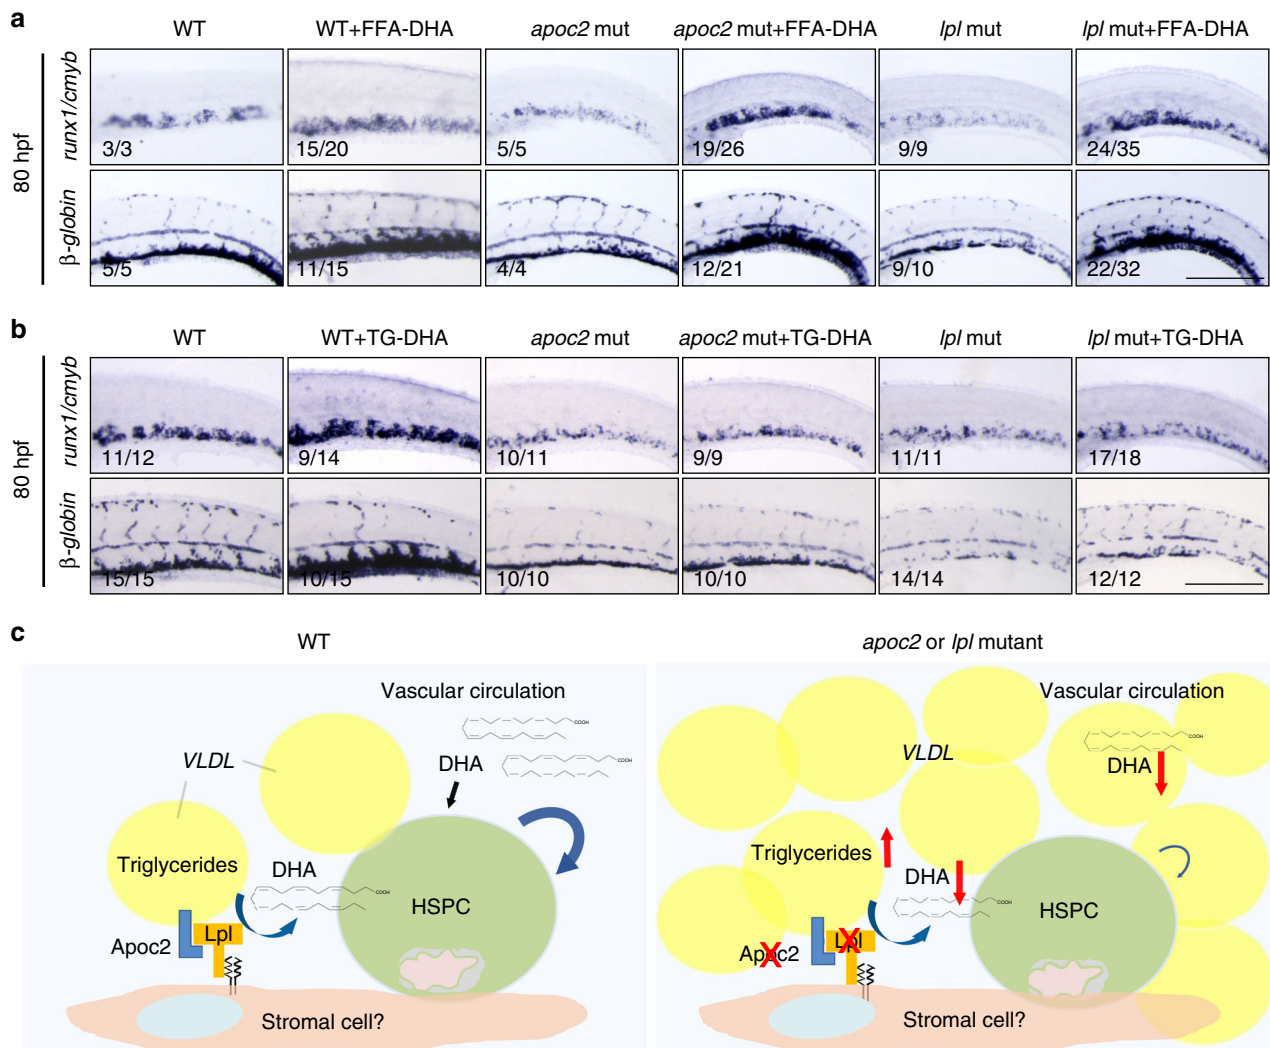 a
WT
WT+FFA-DHA
apoc2 mut
apoc2 mut+FFA-DHA
lpl mut
lpl mut+FFA-DHA
80 hpf
runx1/cmyb
3/3
15/20
5/5
19/26
9/9
24/35
β-globin
5/5
11/15
4/4
12/21
9/10
22/32
b
WT
WT+TG-DHA
apoc2 mut
apoc2 mut+TG-DHA
lpl mut
lpl mut+TG-DHA
80 hpf
runx1/cmyb
11/12
9/14
10/11
9/9
11/11
17/18
β-globin
15/15
10/15
10/10
10/10
14/14
12/12
c
WT
Vascular circulation
COOH
VLDL
DHA
COOH
Triglycerides
DHA
COOH
HSPC
Apoc2
Lpl
Stromal cell?
apoc2 or lpl mutant
Vascular circulation
COOH
VLDL
DHA
Triglycerides
DHA
COOH
HSPC
Apoc2
Lpl
Stromal cell?